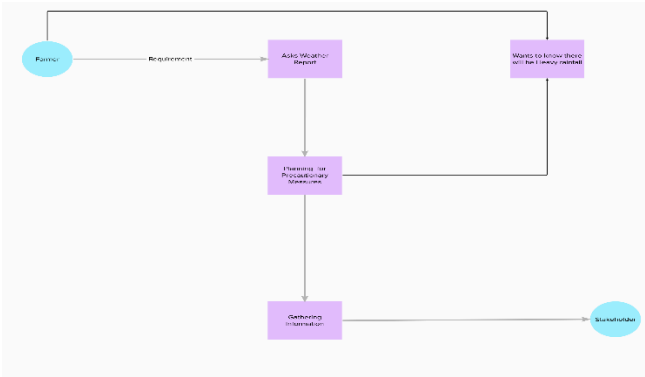 Farmer
Requirement
Asks Weather
Report
Wants to know there
will be Heavy rainfall
Planning for
Precautionary
Measures
Gathering
Information
Stakeholder